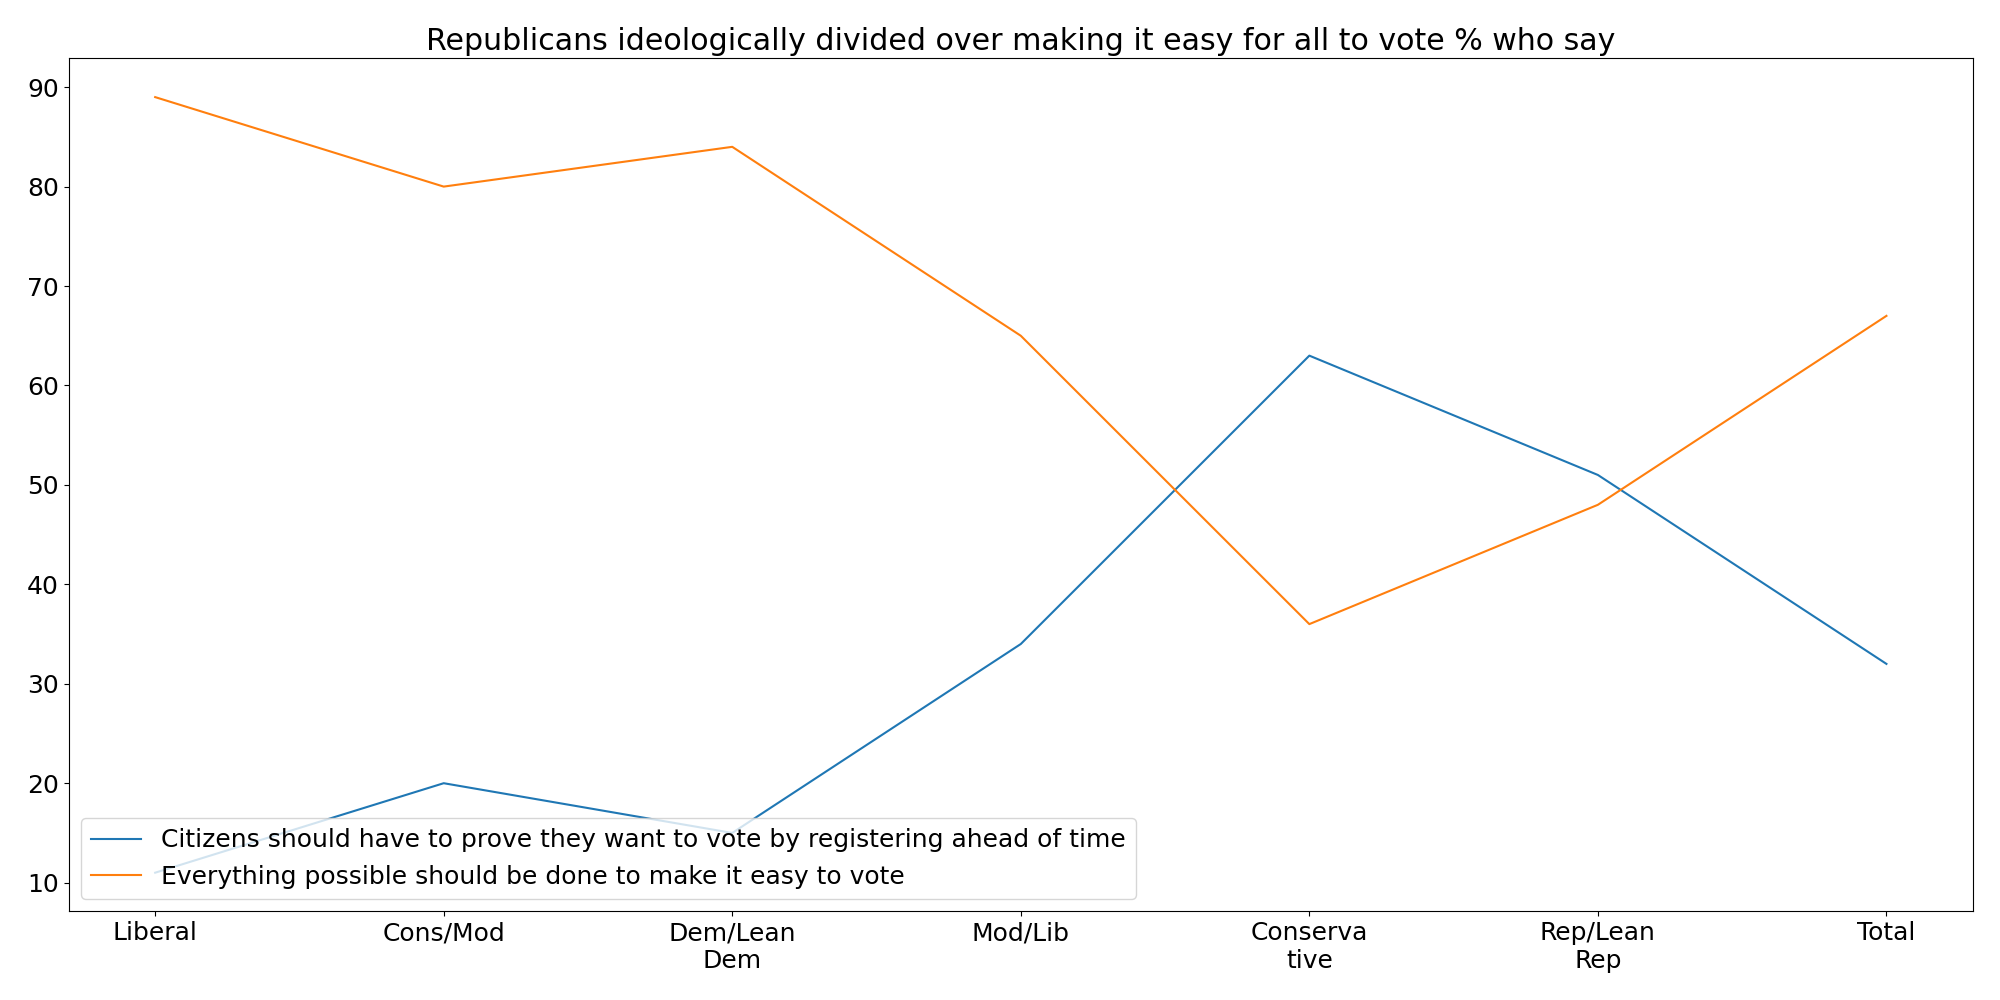 Republicans ideologically divided over making it easy for all to vote % who say
90
80
70
60
50
40
30
20
10
Citizens should have to prove they want to vote by registering ahead of time
Everything possible should be done to make it easy to vote
Liberal
Cons/Mod
Dem/Lean
Dem
Mod/Lib
Conserva
tive
Rep/Lean
Rep
Total